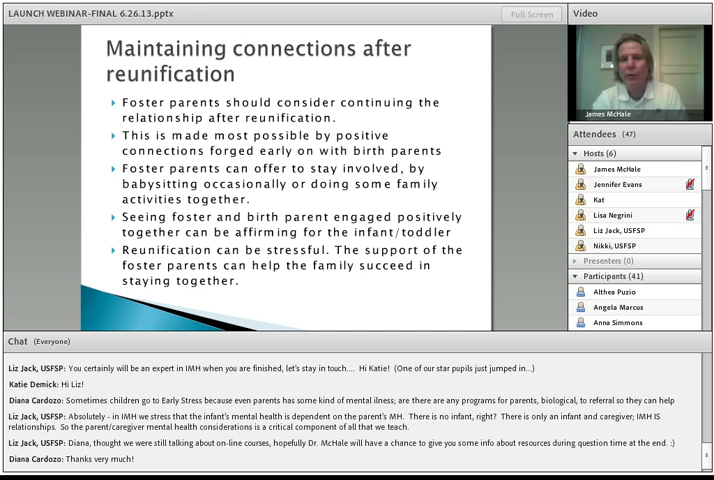 LAUNCH WEBINAR-FINAL 6.26.13.pptx
Full Screen
Maintaining connections after
reunification
Foster parents should consider continuing the
relationship after reunification.
This is made most possible by positive
connections forged early on with birth parents
Foster parents can offer to stay involved, by
babysitting occasionally or doing some family
activities together.
Seeing foster and birth parent engaged positively
together can be affirming for the infant/toddler
Reunification can be stressful. The support of the
foster parents can help the family succeed in
staying together.
Video
James McHale
Attendees (47)
Hosts (6)
James McHale
Jennifer Evans
Kat
Lisa Negrini
Liz Jack, USFSP
Nikki, USFSP
Presenters (0)
Participants (41)
Althea Puzio
Angela Marcus
Anna Simmons
Chat (Everyone)
Liz Jack, USFSP: You certainly will be an expert in IMH when you are finished, let's stay in touch.... Hi Katie! (One of our star pupils just jumped in...)
Katie Demick: Hi Liz!
Diana Cardozo: Sometimes children go to Early Stress because even parents has some kind of mental ilness; are there are any programs for parents, biological, to referral so they can help
Liz Jack, USFSP: Absolutely - in IMH we stress that the infant's mental health is dependent on the parent's MH. There is no infant, right? There is only an infant and caregiver; IMH IS
relationships. So the parent/caregiver mental health considerations is a critical component of all that we teach.
Liz Jack, USFSP: Diana, thought we were still talking about on-line courses, hopefully Dr. McHale will have a chance to give you some info about resources during question time at the end. :)
Diana Cardozo: Thanks very much!